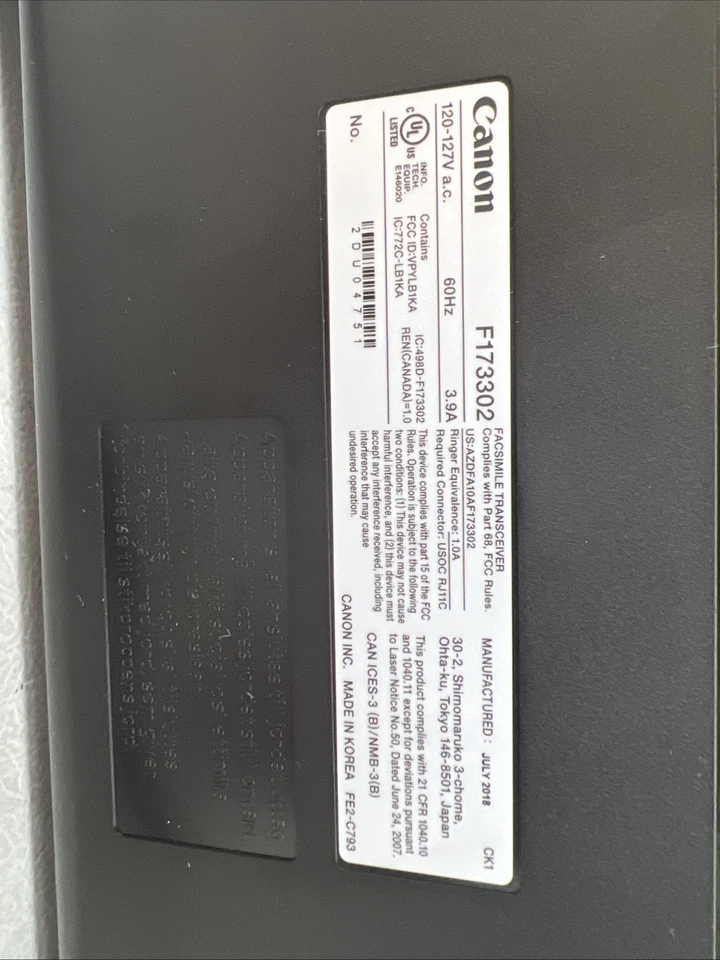 Canon
F173302
120-127V a.c. 60Hz 3.9A
C UL US
LISTED
INFO.
TECH.
EQUIP.
E146020
Contains
FCC ID:VPYLB1KA
IC:772C-LB1KA
IC:498D-F173302
REN(CANADA)=1.0
No.
2DU04751
FACSIMILE TRANSCEIVER
Complies with Part 68, FCC Rules.
US:AZDFA10AF173302
Ringer Equivalence: 1.0A
Required Connector: USOC RJ11C
This device complies with part 15 of the FCC
Rules. Operation is subject to the following
two conditions: (1) This device may not cause
harmful interference, and (2) this device must
accept any interference received, including
interference that may cause
undesired operation.
MANUFACTURED: JULY 2018
CK1
30-2, Shimomaruko 3-chome,
Ohta-ku, Tokyo 146-8501, Japan
This product complies with 21 CFR 1040.10
and 1040.11 except for deviations pursuant
to Laser Notice No.50, Dated June 24, 2007.
CAN ICES-3 (B)/NMB-3(B)
CANON INC. MADE IN KOREA FE2-C793